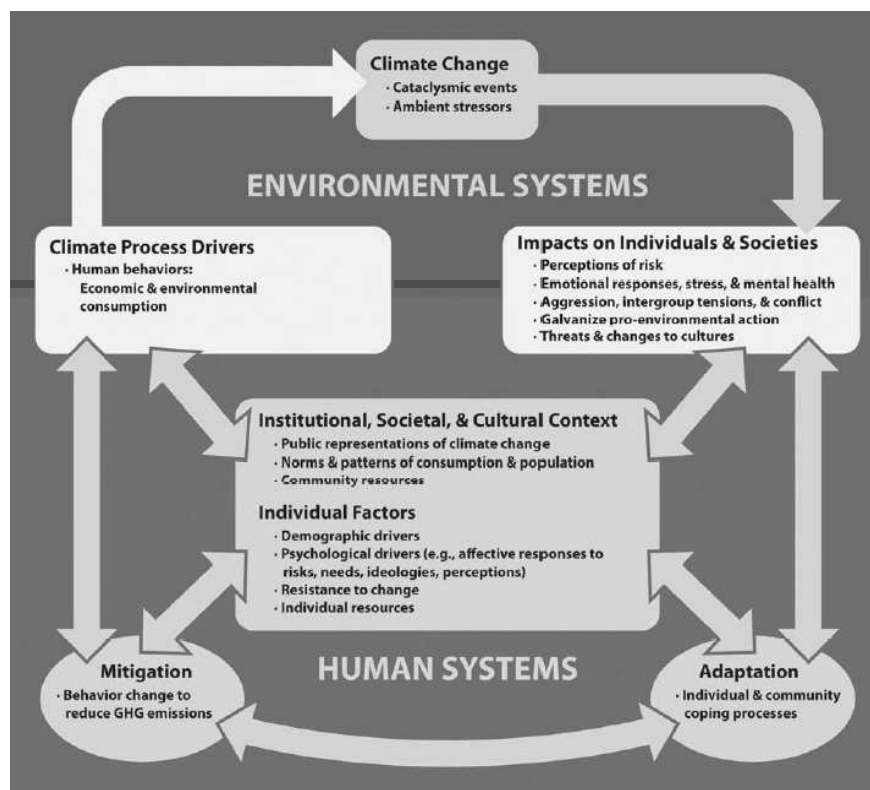 Climate Change
· Cataclysmic events
· Ambient stressors
ENVIRONMENTAL SYSTEMS
Climate Process Drivers
· Human behaviors:
Economic & environmental
consumption
Impacts on Individuals & Societies
· Perceptions of risk
· Emotional responses, stress, & mental health
· Aggression, intergroup tensions, & conflict
· Galvanize pro-environmental action
· Threats & changes to cultures
Institutional, Societal, & Cultural Context
· Public representations of climate change
· Norms & patterns of consumption & population
· Community resources
Individual Factors
· Demographic drivers
· Psychological drivers (e.g., affective responses to
risks, needs, ideologies, perceptions)
· Resistance to change
· Individual resources
HUMAN SYSTEMS
Mitigation
· Behavior change to
reduce GHG emissions
Adaptation
· Individual & community
coping processes